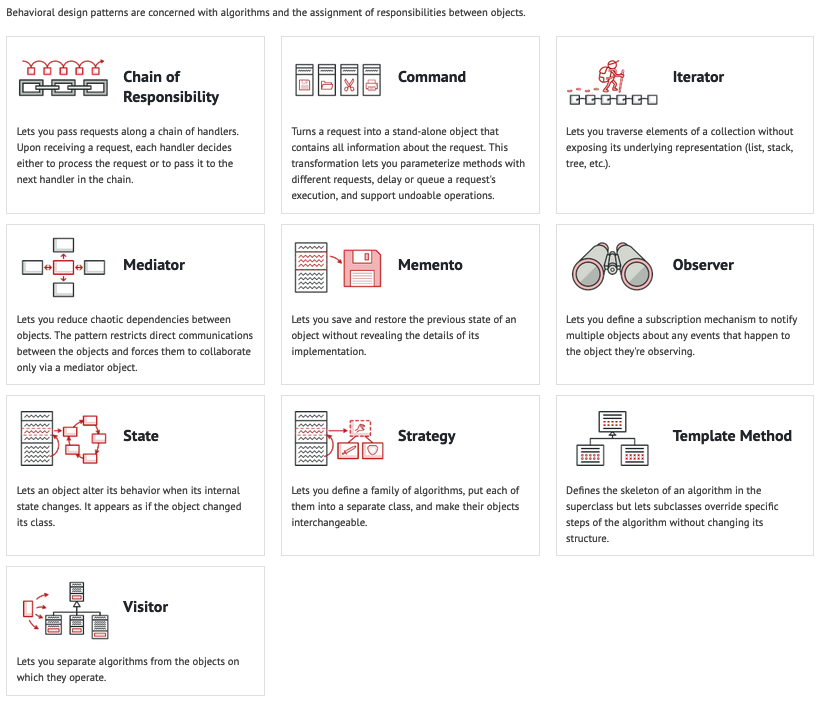 Behavioral design patterns are concerned with algorithms and the assignment of responsibilities between objects.
Chain of
Responsibility
Lets you pass requests along a chain of handlers.
Upon receiving a request, each handler decides
either to process the request or to pass it to the
next handler in the chain.
Command
Turns a request into a stand-alone object that
contains all information about the request. This
transformation lets you parameterize methods with
different requests, delay or queue a request's
execution, and support undoable operations.
Iterator
Lets you traverse elements of a collection without
exposing its underlying representation (list, stack,
tree, etc.).
Mediator
Lets you reduce chaotic dependencies between
objects. The pattern restricts direct communications
between the objects and forces them to collaborate
only via a mediator object.
Memento
Lets you save and restore the previous state of an
object without revealing the details of its
implementation.
Observer
Lets you define a subscription mechanism to notify
multiple objects about any events that happen to
the object they're observing.
State
Lets an object alter its behavior when its internal
state changes. It appears as if the object changed
its class.
Strategy
Lets you define a family of algorithms, put each of
them into a separate class, and make their objects
interchangeable.
Template Method
Defines the skeleton of an algorithm in the
superclass but lets subclasses override specific
steps of the algorithm without changing its
structure.
Visitor
Lets you separate algorithms from the objects on
which they operate.